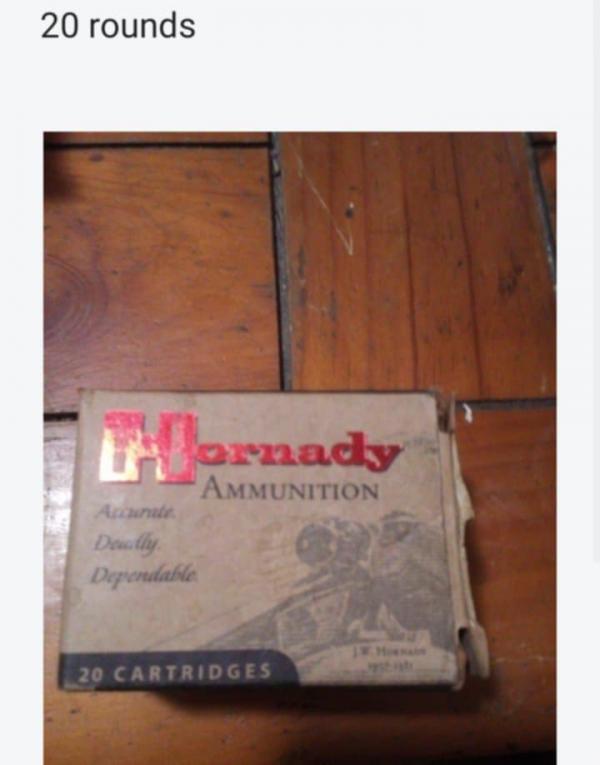 20 rounds
Hornady
AMMUNITION
Accurate.
Deadly.
Dependable.
J.W. HORNADY
20 CARTRIDGES